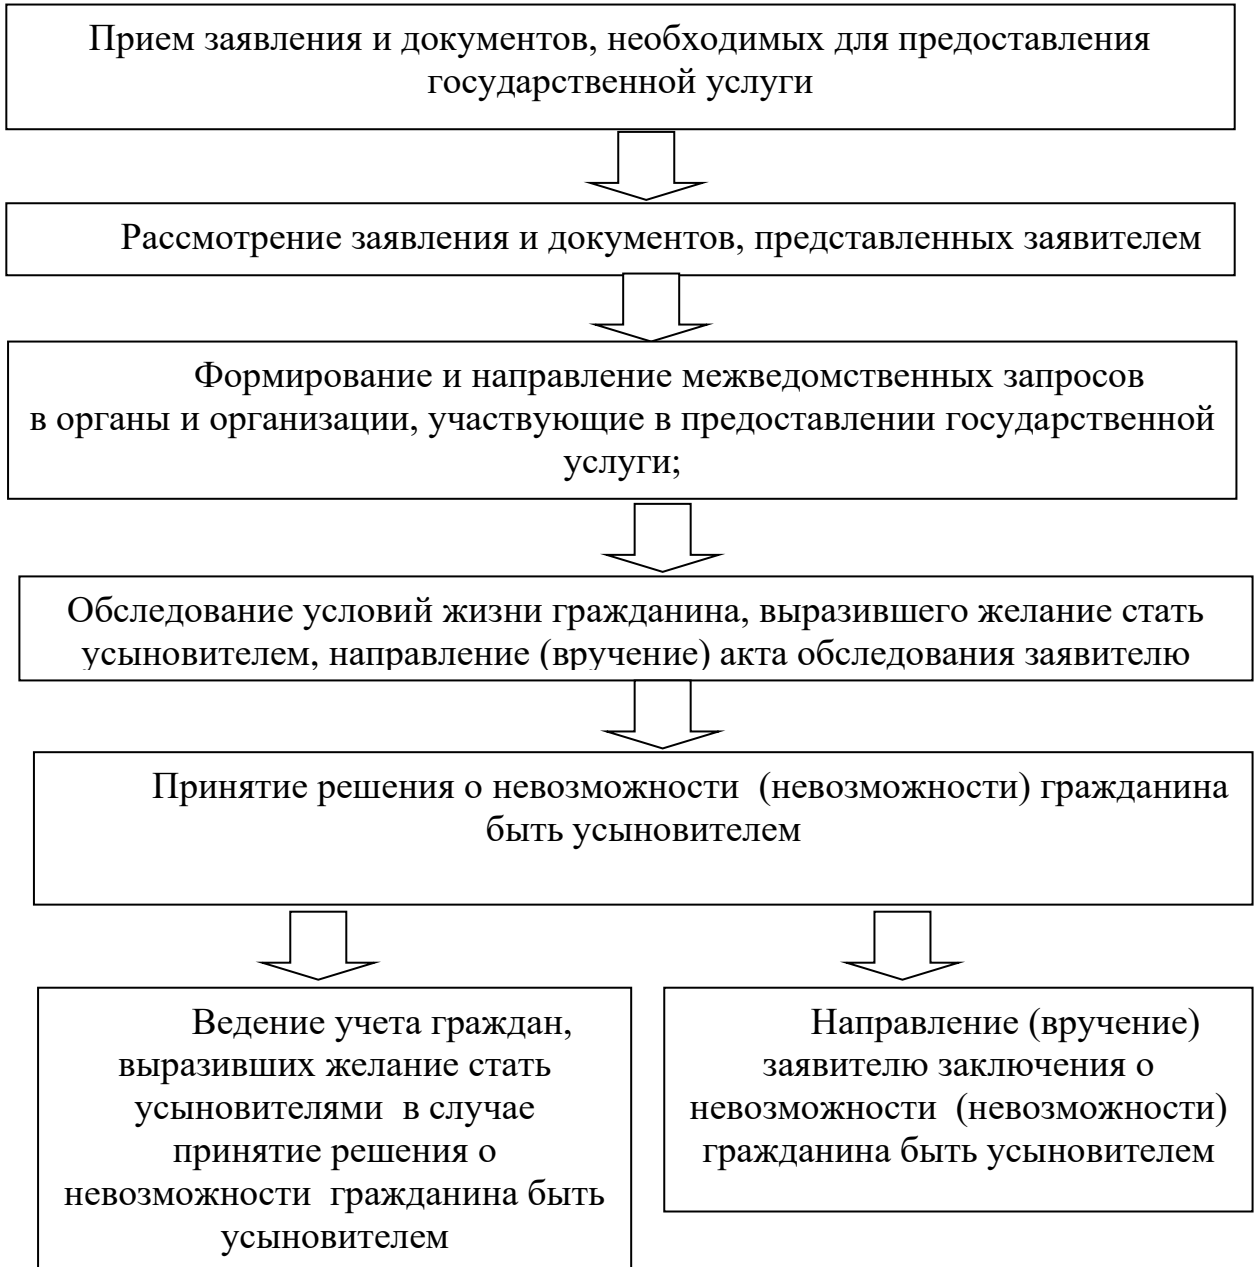 Прием заявления и документов, необходимых для предоставления
государственной услуги
Рассмотрение заявления и документов, представленных заявителем
Формирование и направление межведомственных запросов
в органы и организации, участвующие в предоставлении государственной
услуги;
Обследование условий жизни гражданина, выразившего желание стать
усыновителем, направление (вручение) акта обследования заявителю
Принятие решения о невозможности (невозможности) гражданина
быть усыновителем
Ведение учета граждан,
выразивших желание стать
усыновителями в случае
принятие решения о
невозможности гражданина быть
усыновителем
Направление (вручение)
заявителю заключения о
невозможности (невозможности)
гражданина быть усыновителем